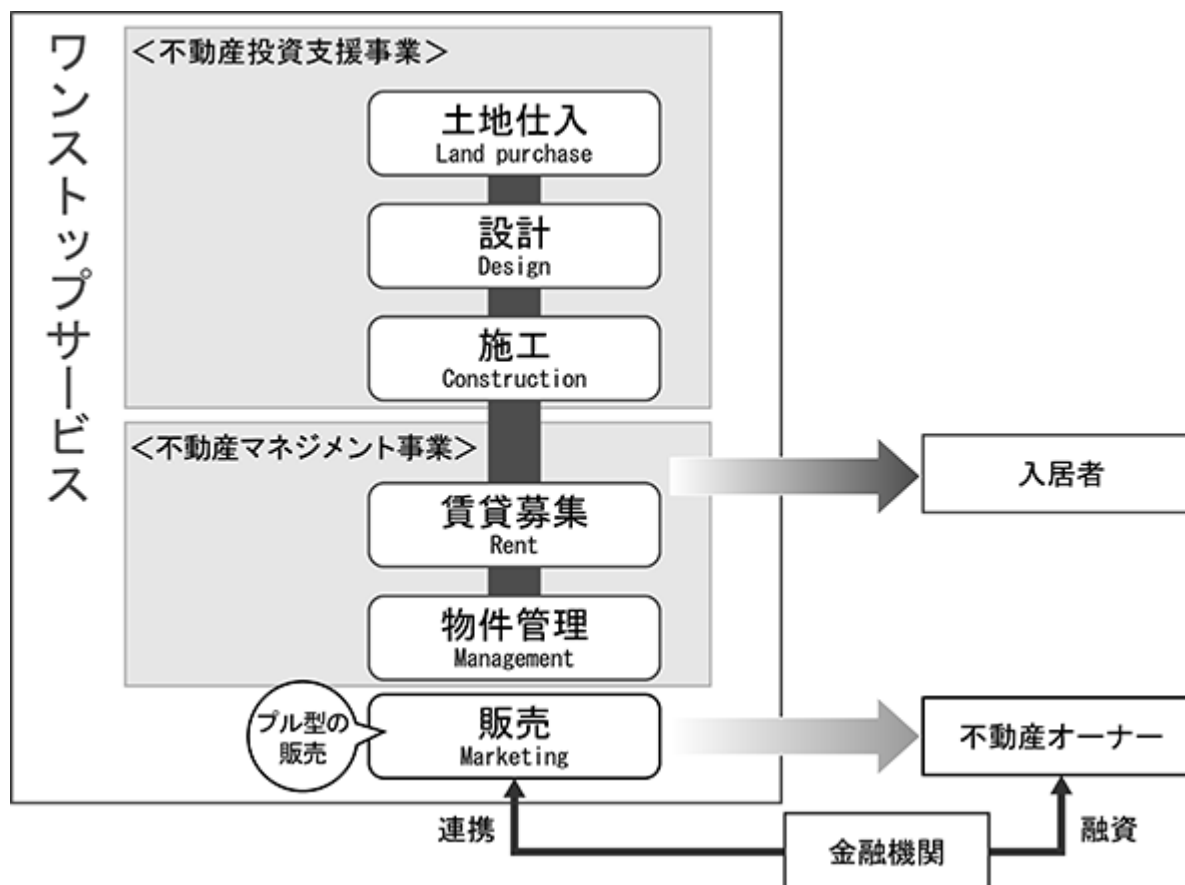 ワンストップサービス
＜不動産投資支援事業＞
土地仕入
Land purchase
設計
Design
施工
Construction
＜不動産マネジメント事業＞
賃貸募集
Rent
物件管理
Management
入居者
プル型の
販売
販売
Marketing
不動産オーナー
連携
金融機関
融資